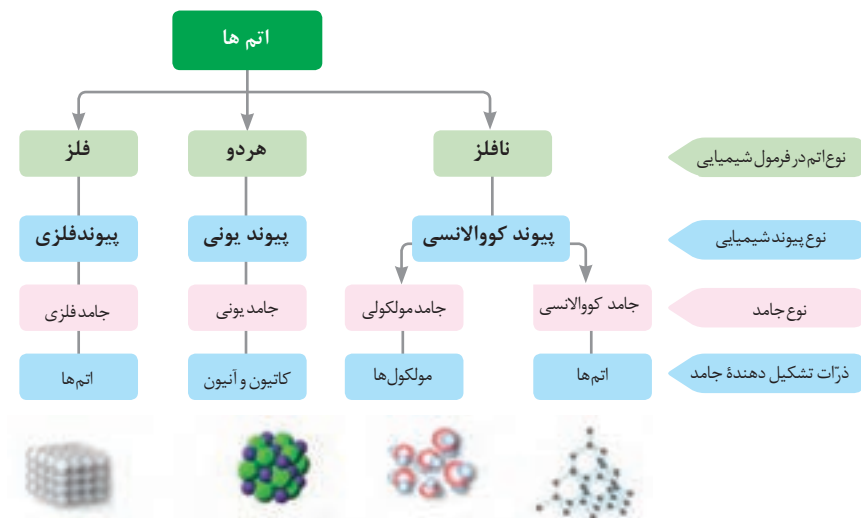 اتم ها
نوع اتم در فرمول شیمیایی
نافلز
هردو
فلز
نوع پیوند شیمیایی
پیوند کووالانسی
پیوند یونی
پیوند فلزی
نوع جامد
جامد کووالانسی
جامد مولکولی
جامد یونی
جامد فلزی
ذرّات تشکیل دهندهٔ جامد
اتم‌ها
مولکول‌ها
کاتیون و آنیون
اتم‌ها